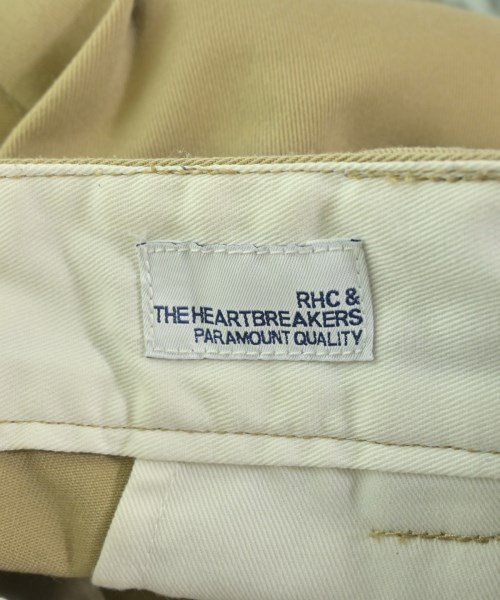 RHC &
THE HEARTBREAKERS
PARAMOUNT QUALITY